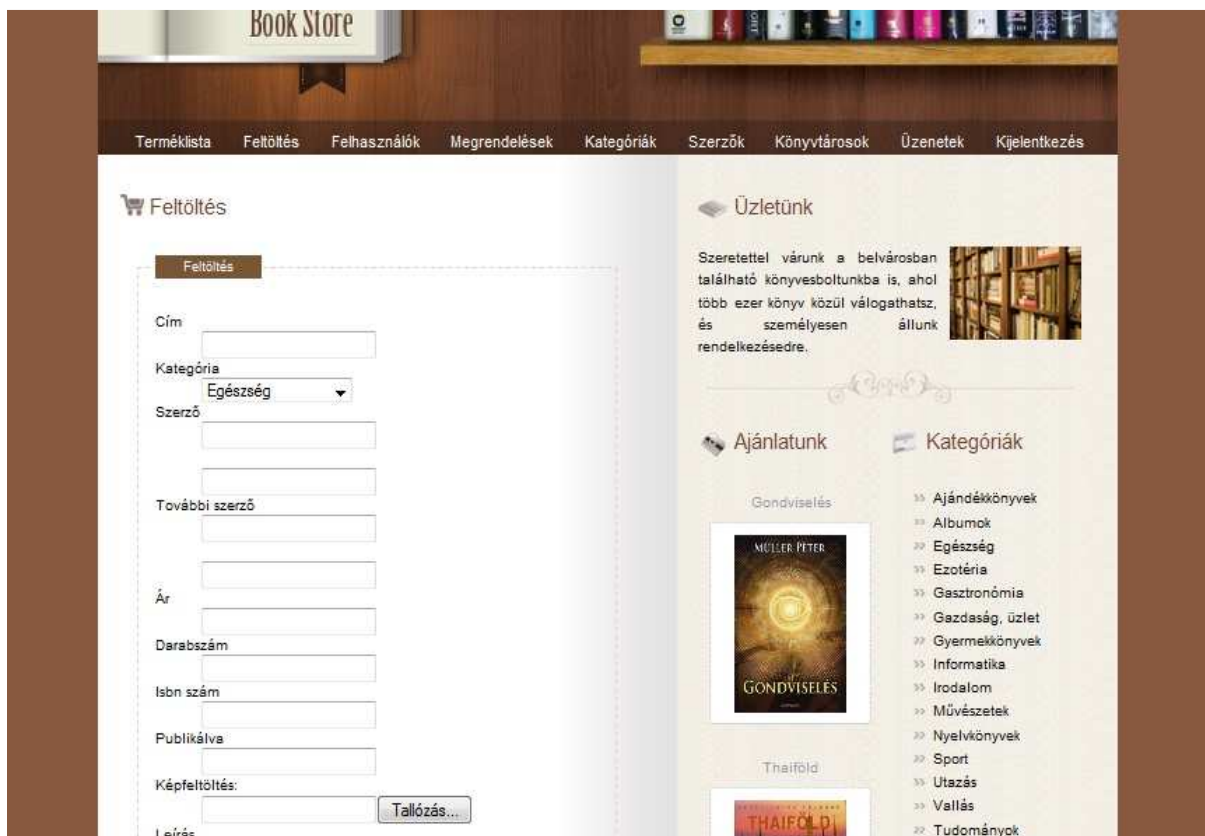 Book Store
Terméklista Feltöltés Felhasználók Megrendelések Kategóriák Szerzők Könyvtárosok Üzenetek Kijelentkezés
Feltöltés
Feltöltés
Cím
Kategória
Egészség
Szerző
További szerző
Ár
Darabszám
Isbn szám
Publikálva
Képfeltöltés:
Tallózás...
Leírás
Üzletünk
Szeretettel várunk a belvárosban
található könyvesboltunkba is, ahol
több ezer könyv közül válogathatsz,
és személyesen állunk
rendelkezésedre.
Ajánlatunk
Gondviselés
MÜLLER PÉTER
GONDVISELÉS
Thaiföld
THAIFÖLD
Kategóriák
Ajándékkönyvek
Albumok
Egészség
Ezotéria
Gasztronómia
Gazdaság, üzlet
Gyermekkönyvek
Informatika
Irodalom
Művészetek
Nyelvkönyvek
Sport
Utazás
Vallás
Tudományok